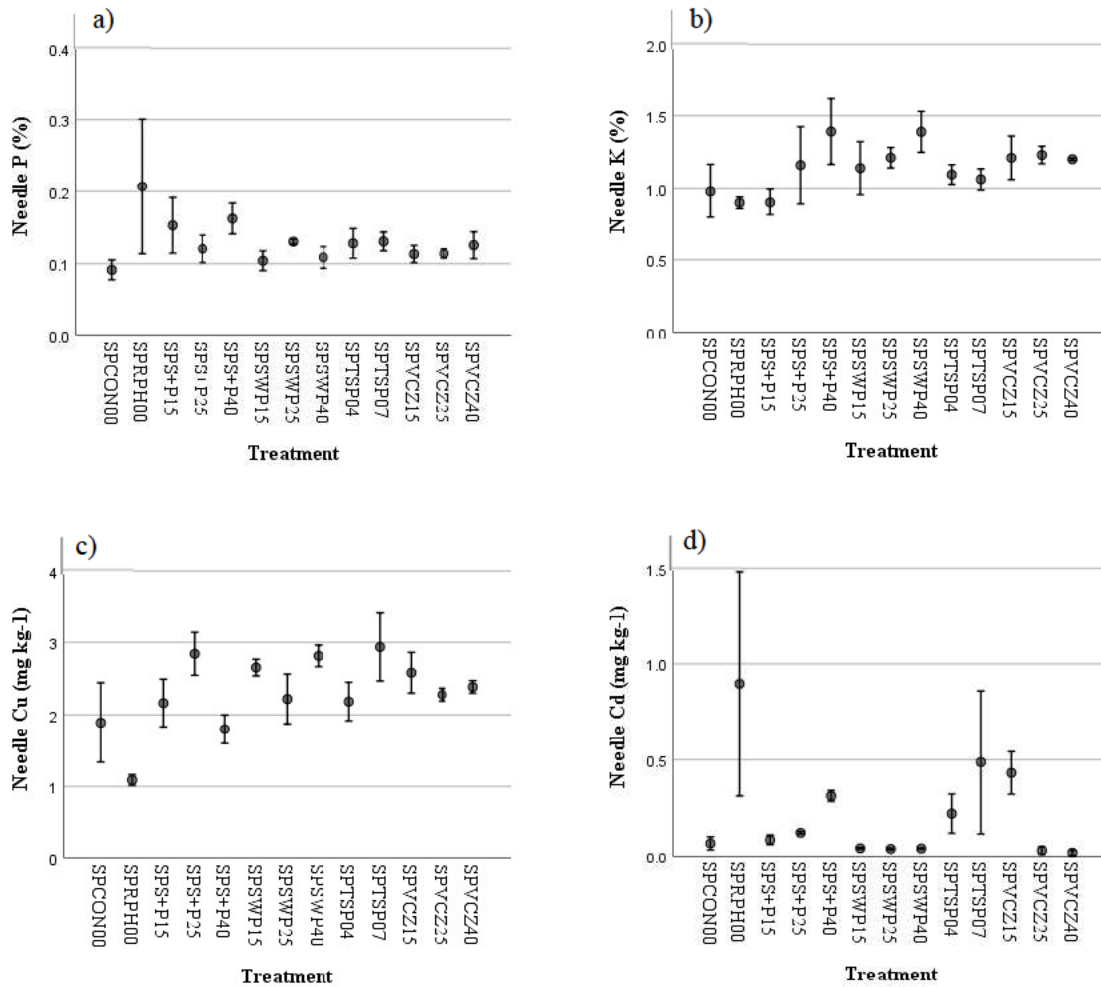 a)
Needle P (%)
0.4
0.3
0.2
0.1
0.0
SPCON00
SPRPH00
SPS+P15
SPS+P25
SPS+P40
SPSWP15
SPSWP25
SPSWP40
SPTSP04
SPTSP07
SPVCZ15
SPVCZ25
SPVCZ40
Treatment
b)
Needle K (%)
2.0
1.5
1.0
0.5
0.0
SPCON00
SPRPH00
SPS+P15
SPS+P25
SPS+P40
SPSWP15
SPSWP25
SPSWP40
SPTSP04
SPTSP07
SPVCZ15
SPVCZ25
SPVCZ40
Treatment
c)
Needle Cu (mg kg-1)
4
3
2
1
0
SPCON00
SPRPH00
SPS+P15
SPS+P25
SPS+P40
SPSWP15
SPSWP25
SPSWP40
SPTSP04
SPTSP07
SPVCZ15
SPVCZ25
SPVCZ40
Treatment
d)
Needle Cd (mg kg-1)
1.5
1.0
0.5
0.0
SPCON00
SPRPH00
SPS+P15
SPS+P25
SPS+P40
SPSWP15
SPSWP25
SPSWP40
SPTSP04
SPTSP07
SPVCZ15
SPVCZ25
SPVCZ40
Treatment